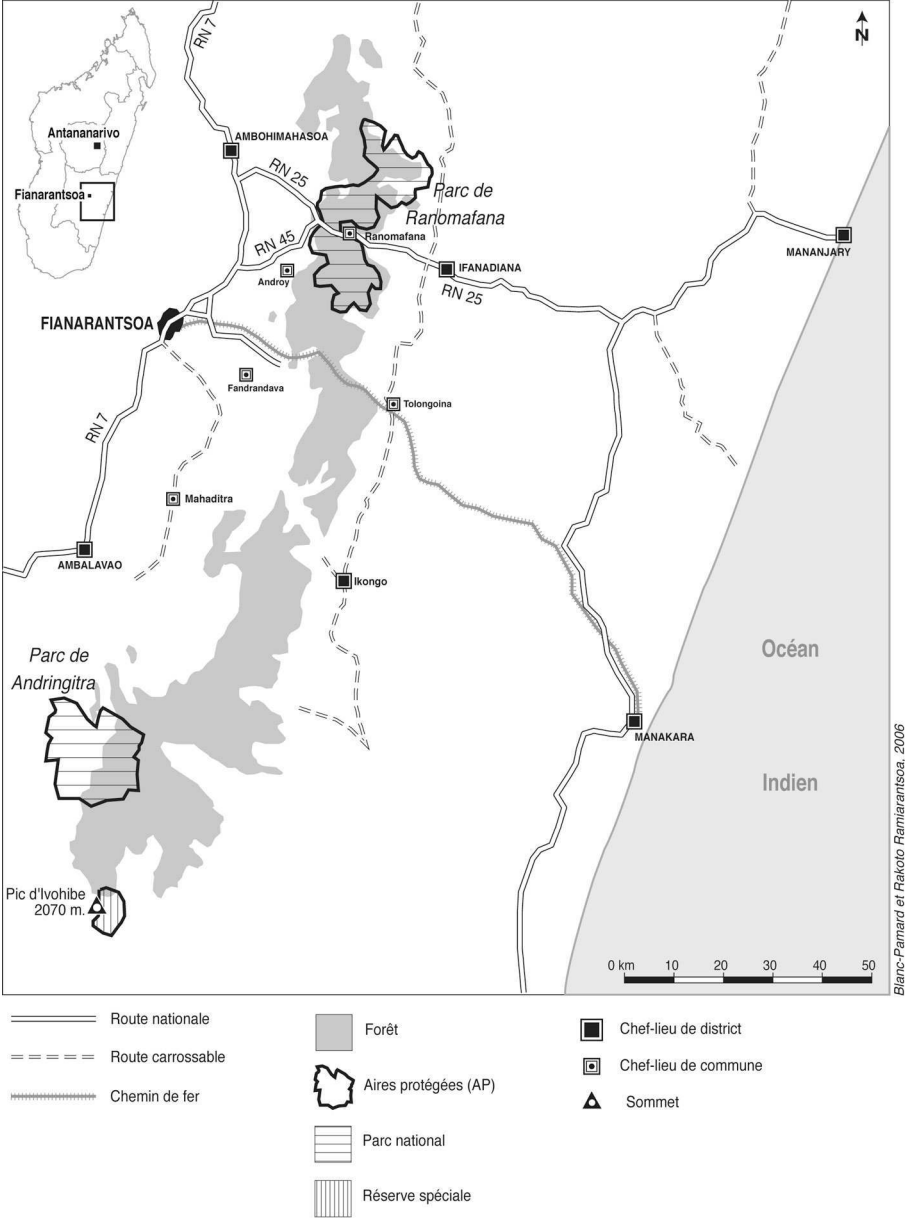 RN 7
N
Antananarivo
Fianarantsoa
AMBOHIMAHASOA
RN 25
Parc de
Ranomafana
RN 45
Ranomafana
MANANJARY
Androy
IFANADIANA
RN 25
FIANARANTSOA
Fandrandava
Tolongoina
RN 7
Mahaditra
AMBALAVAO
Ikongo
Parc de
Andringitra
Océan
MANAKARA
Indien
Pic d'Ivohibe
2070 m.
0 km 10 20 30 40 50
Blanc-Pamard et Rakoto Ramiarantsoa, 2006
Route nationale
Route carrossable
Chemin de fer
Forêt
Aires protégées (AP)
Parc national
Réserve spéciale
Chef-lieu de district
Chef-lieu de commune
Sommet